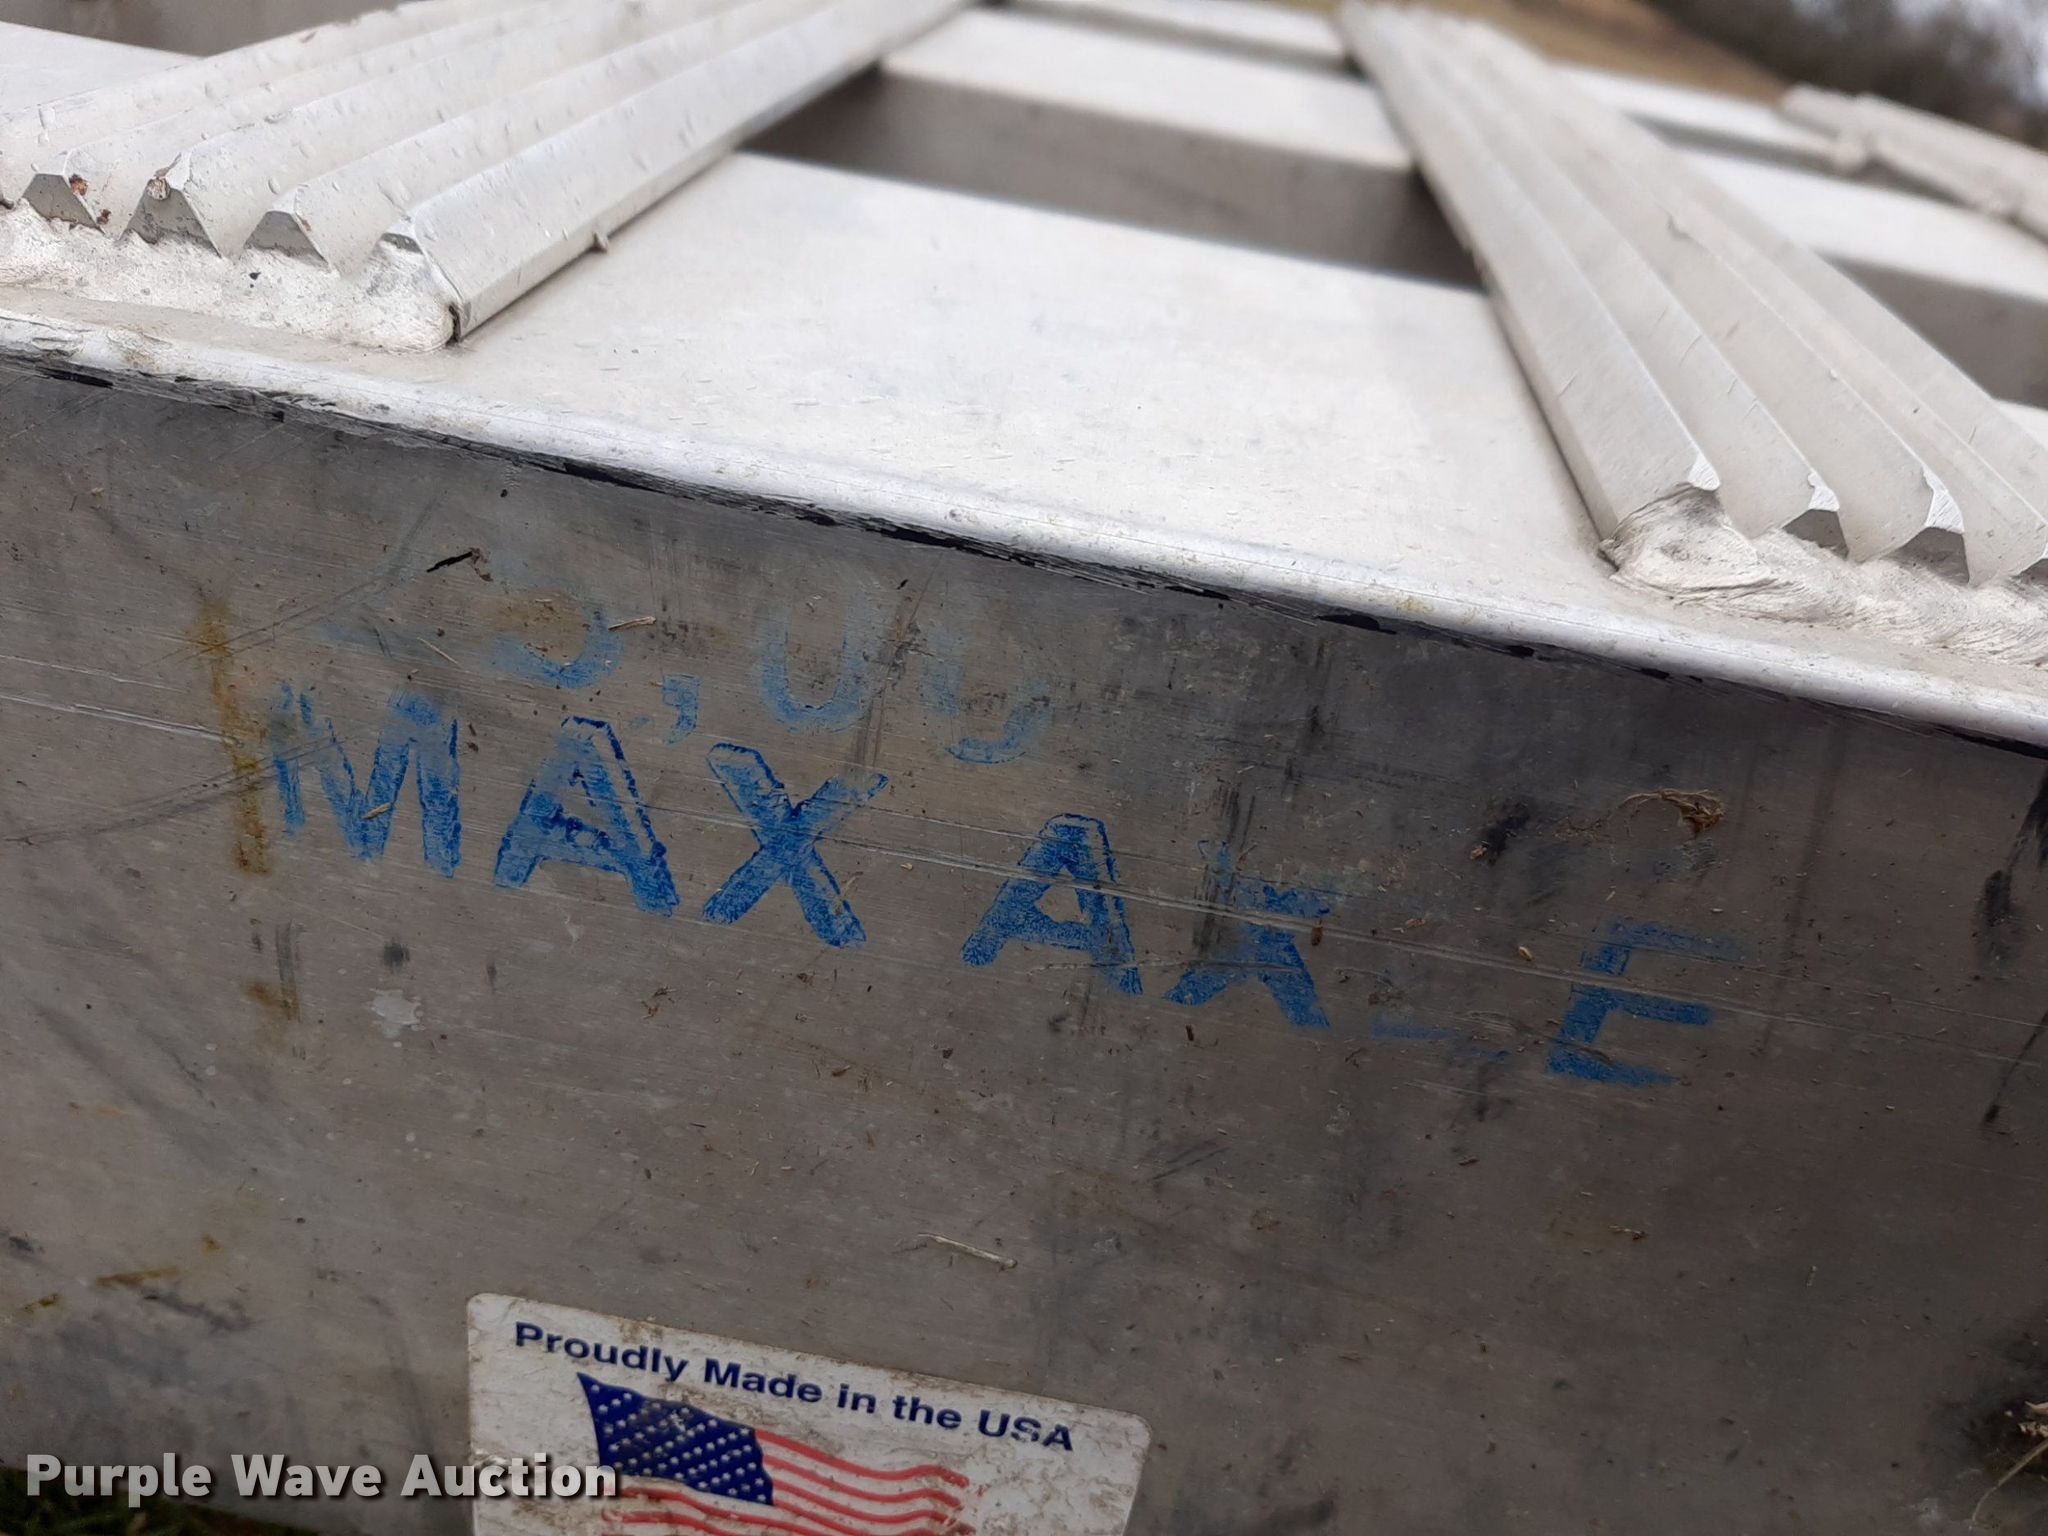 MAX AXLE
Proudly Made in the USA
Purple Wave Auction